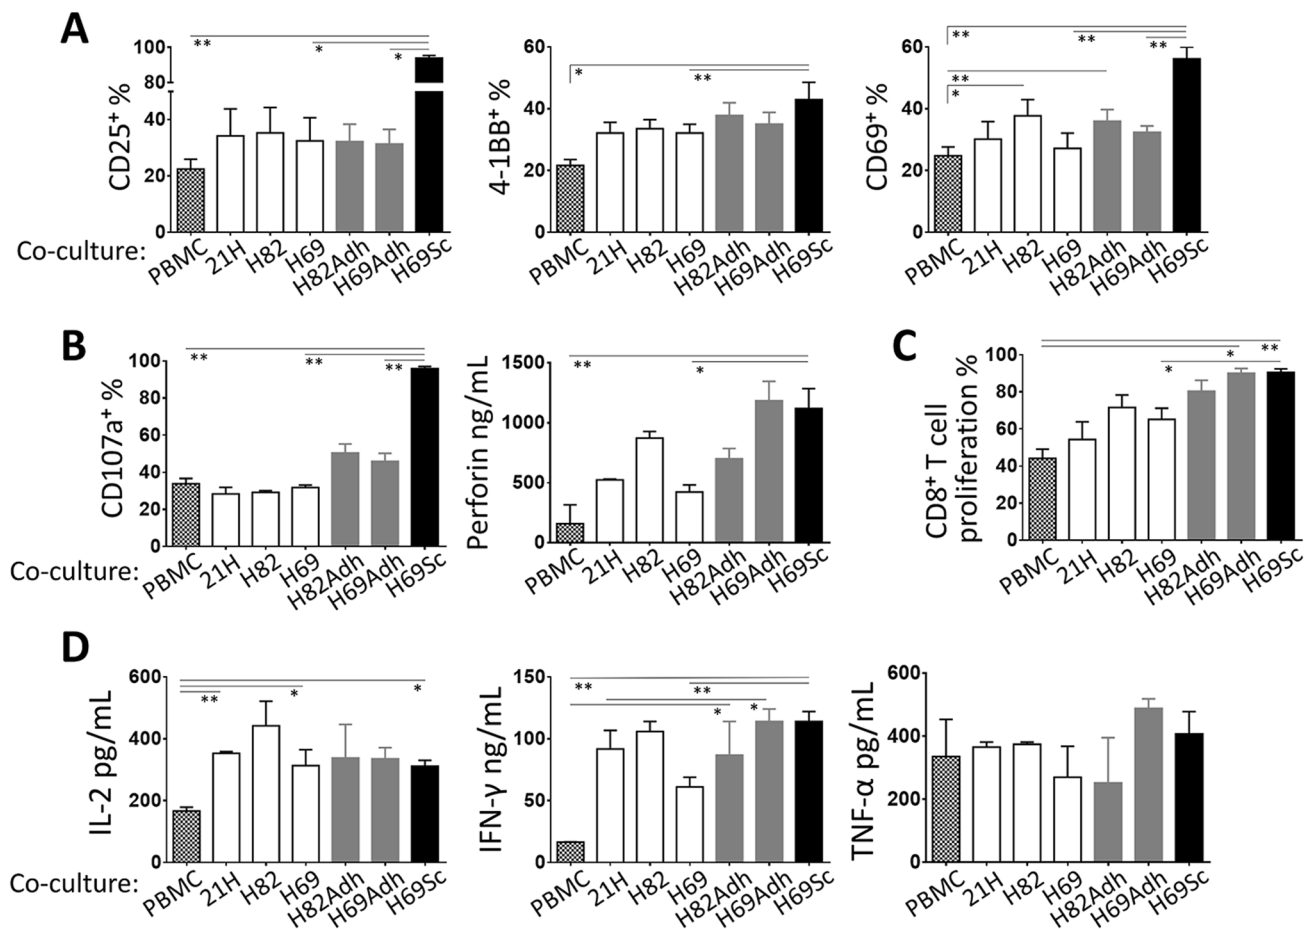 A
CD25⁺ %
100
80
40
20
0
**
*
*
Co-culture:
PBMC
21H
H82
H69
H82Adh
H69Adh
H69Sc
4-1BB⁺ %
60
40
20
0
*
**
PBMC
21H
H82
H69
H82Adh
H69Adh
H69Sc
CD69⁺ %
60
40
20
0
**
**
**
**
*
PBMC
21H
H82
H69
H82Adh
H69Adh
H69Sc
B
CD107a⁺ %
100
80
60
40
20
0
**
**
**
Co-culture:
PBMC
21H
H82
H69
H82Adh
H69Adh
H69Sc
Perforin ng/mL
1500
1000
500
0
**
*
PBMC
21H
H82
H69
H82Adh
H69Adh
H69Sc
C
CD8⁺ T cell
proliferation %
100
80
60
40
20
0
*
**
*
PBMC
21H
H82
H69
H82Adh
H69Adh
H69Sc
D
IL-2 pg/mL
600
400
200
0
**
*
*
Co-culture:
PBMC
21H
H82
H69
H82Adh
H69Adh
H69Sc
IFN-γ ng/mL
150
100
50
0
**
**
*
*
PBMC
21H
H82
H69
H82Adh
H69Adh
H69Sc
TNF-α pg/mL
600
400
200
0
PBMC
21H
H82
H69
H82Adh
H69Adh
H69Sc